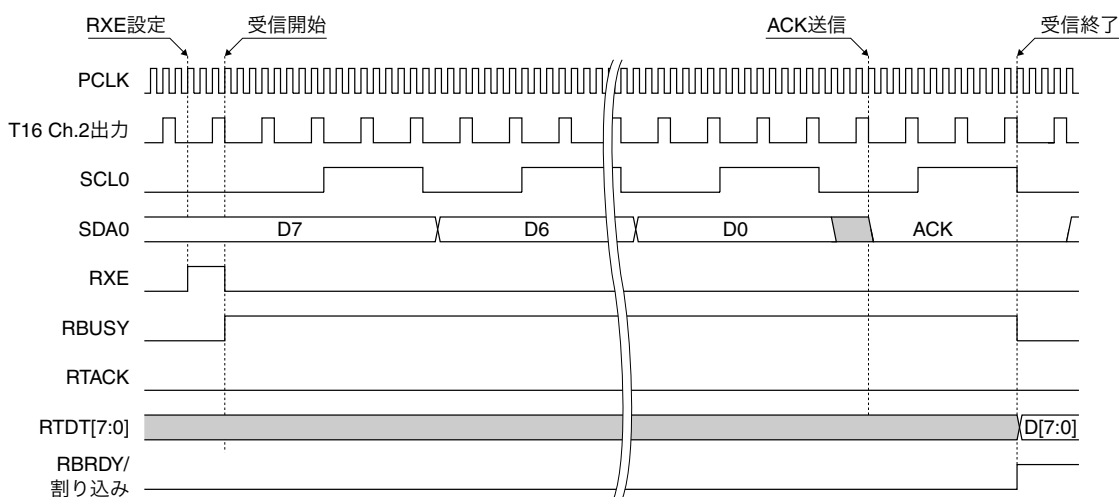 RXE設定 受信開始 ACK送信 受信終了
PCLK
T16 Ch.2出力
SCL0
SDA0 D7 D6 D0 ACK
RXE
RBUSY
RTACK
RTDT[7:0] D[7:0]
RBRDY/
割り込み